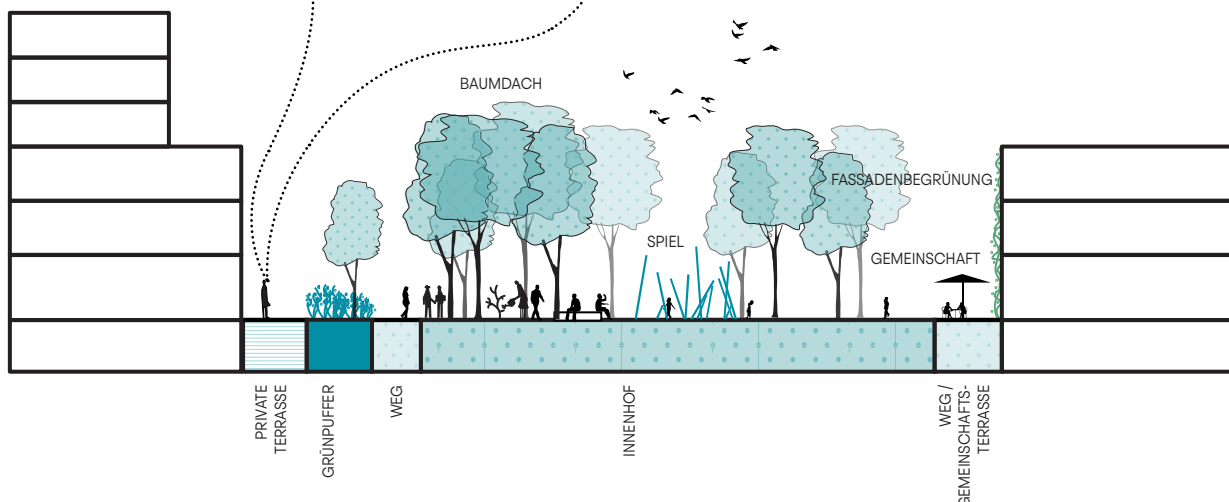 BAUMDACH
FASSADENBEGRÜNUNG
SPIEL
GEMEINSCHAFT
PRIVATE
TERRASSE
GRÜNPUFFER
WEG
INNENHOF
WEG /
GEMEINSCHAFTS-
TERRASSE